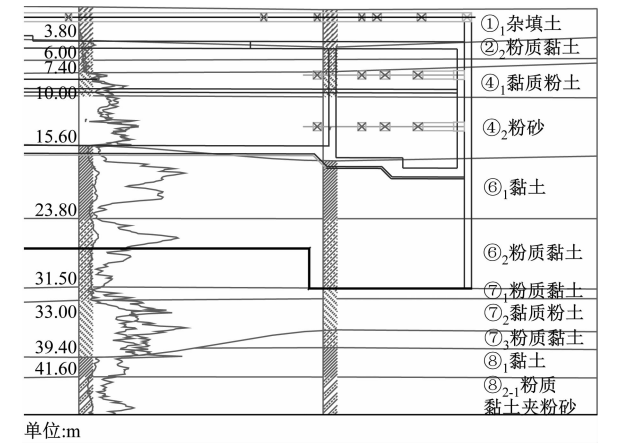 3.80
6.00
7.40
10.00
15.60
23.80
31.50
33.00
39.40
41.60
①₁杂填土
②₂粉质黏土
④₁黏质粉土
④₂粉砂
⑥₁黏土
⑥₂粉质黏土
⑦₁粉质黏土
⑦₂黏质粉土
⑦₃粉质黏土
⑧₁黏土
⑧₂₋₁粉质
黏土夹粉砂
单位:m